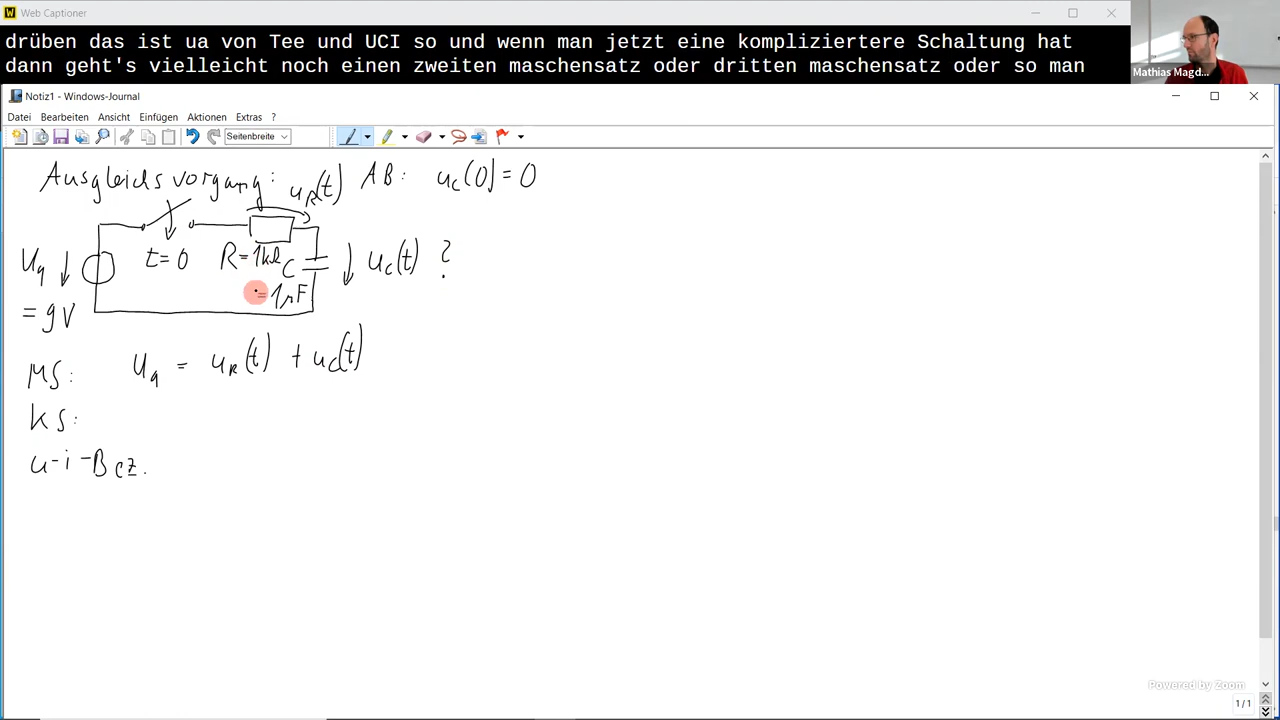 Web Captioner
drüben das ist ua von Tee und UCI so und wenn man jetzt eine kompliziertere Schaltung hat
dann geht's vielleicht noch einen zweiten maschensatz oder dritten maschensatz oder so man
Mathias Magd...
Notiz1 - Windows-Journal
Datei Bearbeiten Ansicht Einfügen Aktionen Extras ?
Seitenbreite
Ausgleichsvorgang: u_R(t) AB: u_C(0) = 0
U_q t=0 R=1kΩ C u_C(t) ?
= 9V 1µF
MS: U_q = u_R(t) + u_C(t)
KS:
u-i-Bez.
Powered by Zoom
1/1